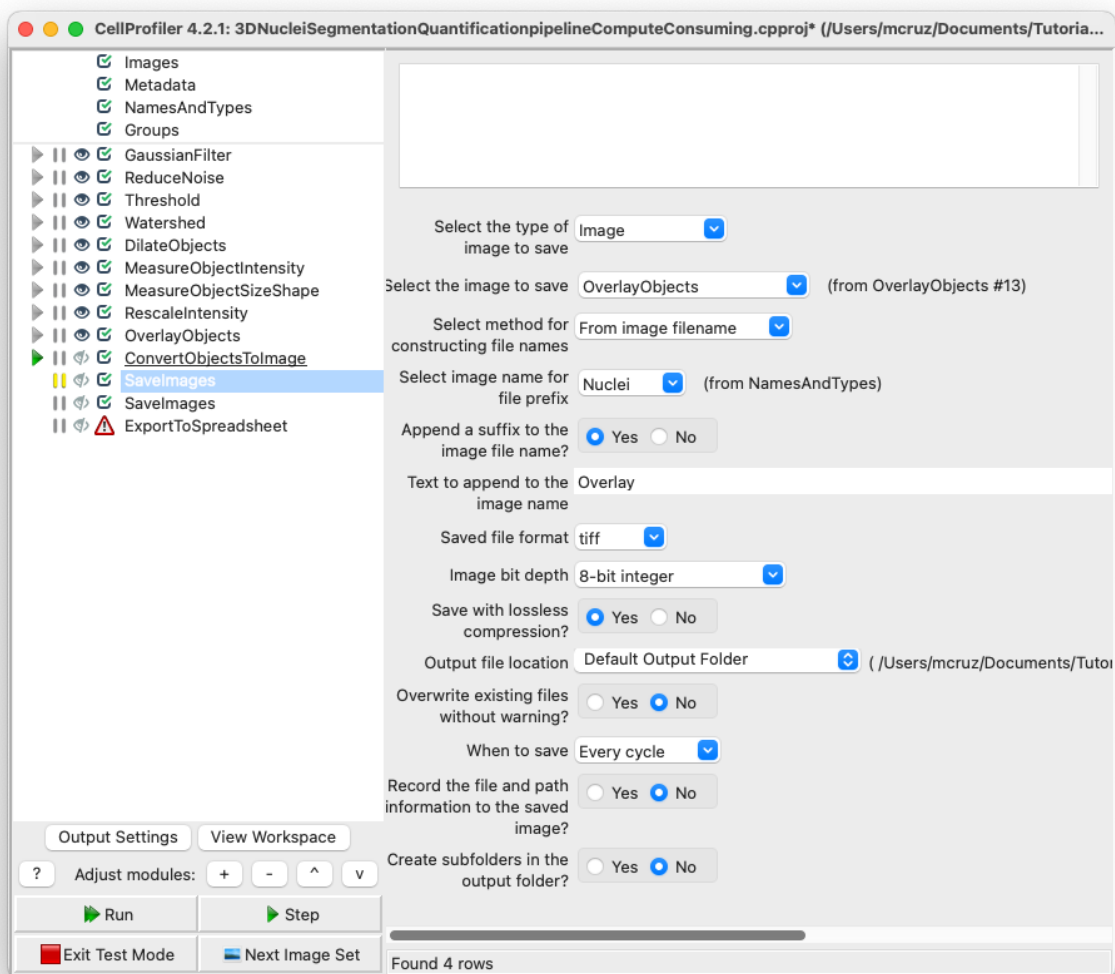 CellProfiler 4.2.1: 3DNucleiSegmentationQuantificationpipelineComputeConsuming.cpproj* (/Users/mcruz/Documents/Tutoria...
Images
Metadata
NamesAndTypes
Groups
GaussianFilter
ReduceNoise
Threshold
Watershed
DilateObjects
MeasureObjectIntensity
MeasureObjectSizeShape
RescaleIntensity
OverlayObjects
ConvertObjectsToImage
SaveImages
SaveImages
ExportToSpreadsheet
Output Settings View Workspace
? Adjust modules: + - ^ v
Run Step
Exit Test Mode Next Image Set
Select the type of
image to save
Image
Select the image to save OverlayObjects (from OverlayObjects #13)
Select method for
constructing file names
From image filename
Select image name for
file prefix
Nuclei (from NamesAndTypes)
Append a suffix to the
image file name?
Yes No
Text to append to the
image name
Overlay
Saved file format tiff
Image bit depth 8-bit integer
Save with lossless
compression?
Yes No
Output file location Default Output Folder ( /Users/mcruz/Documents/Tutor
Overwrite existing files
without warning?
Yes No
When to save Every cycle
Record the file and path
information to the saved
image?
Yes No
Create subfolders in the
output folder?
Yes No
Found 4 rows